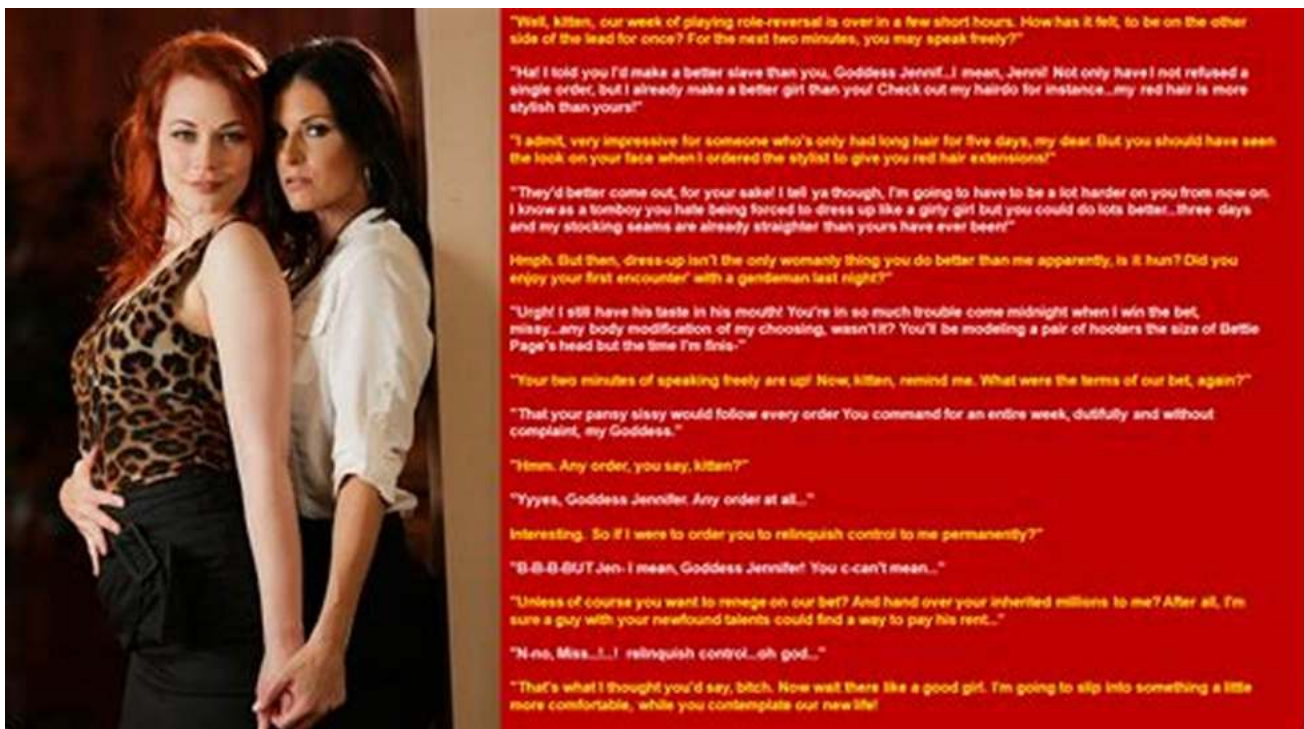 "Well, kitten, our week of playing role-reversal is over in a few short hours. How has it felt, to be on the other
side of the lead for once? For the next two minutes, you may speak freely?"
"Ha! I told you I'd make a better slave than you, Goddess Jennif...I mean, Jenni! Not only have I not refused a
single order, but I already make a better girl than you! Check out my hairdo for instance...my red hair is more
stylish than yours!"
"I admit, very impressive for someone who's only had long hair for five days, my dear. But you should have seen
the look on your face when I ordered the stylist to give you red hair extensions!"
"They'd better come out, for your sake! I tell ya though, I'm going to have to be a lot harder on you from now on.
I know as a tomboy you hate being forced to dress up like a girly girl but you could do lots better...three days
and my stocking seams are already straighter than yours have ever been!"
Hmph. But then, dress-up isn't the only womanly thing you do better than me apparently, is it hun? Did you
enjoy your first encounter' with a gentleman last night?"
"Urgh! I still have his taste in his mouth! You're in so much trouble come midnight when I win the bet,
missy...any body modification of my choosing, wasn't it? You'll be modeling a pair of hooters the size of Bettie
Page's head but the time I'm finis-"
"Your two minutes of speaking freely are up! Now, kitten, remind me. What were the terms of our bet, again?"
"That your pansy sissy would follow every order You command for an entire week, dutifully and without
complaint, my Goddess."
"Hmm. Any order, you say, kitten?"
"Yyyes, Goddess Jennifer. Any order at all..."
Interesting. So if I were to order you to relinquish control to me permanently?"
"B-B-B-BUT Jen- I mean, Goddess Jennifer! You c-can't mean..."
"Unless of course you want to renege on our bet? And hand over your inherited millions to me? After all, I'm
sure a guy with your newfound talents could find a way to pay his rent..."
"N-no, Miss...I...I relinquish control...oh god..."
"That's what I thought you'd say, bitch. Now wait there like a good girl. I'm going to slip into something a little
more comfortable, while you contemplate our new life!